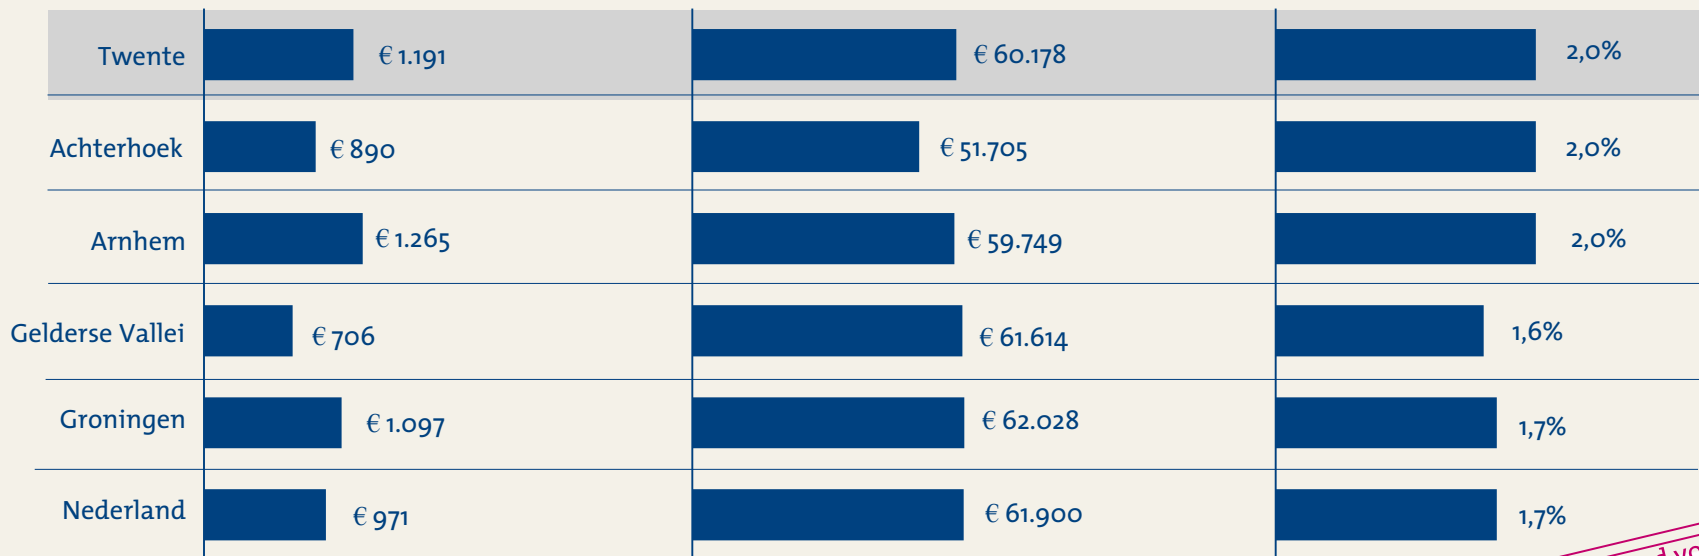 Twente € 1.191 € 60.178 2,0%
Achterhoek € 890 € 51.705 2,0%
Arnhem € 1.265 € 59.749 2,0%
Gelderse Vallei € 706 € 61.614 1,6%
Groningen € 1.097 € 62.028 1,7%
Nederland € 971 € 61.900 1,7%